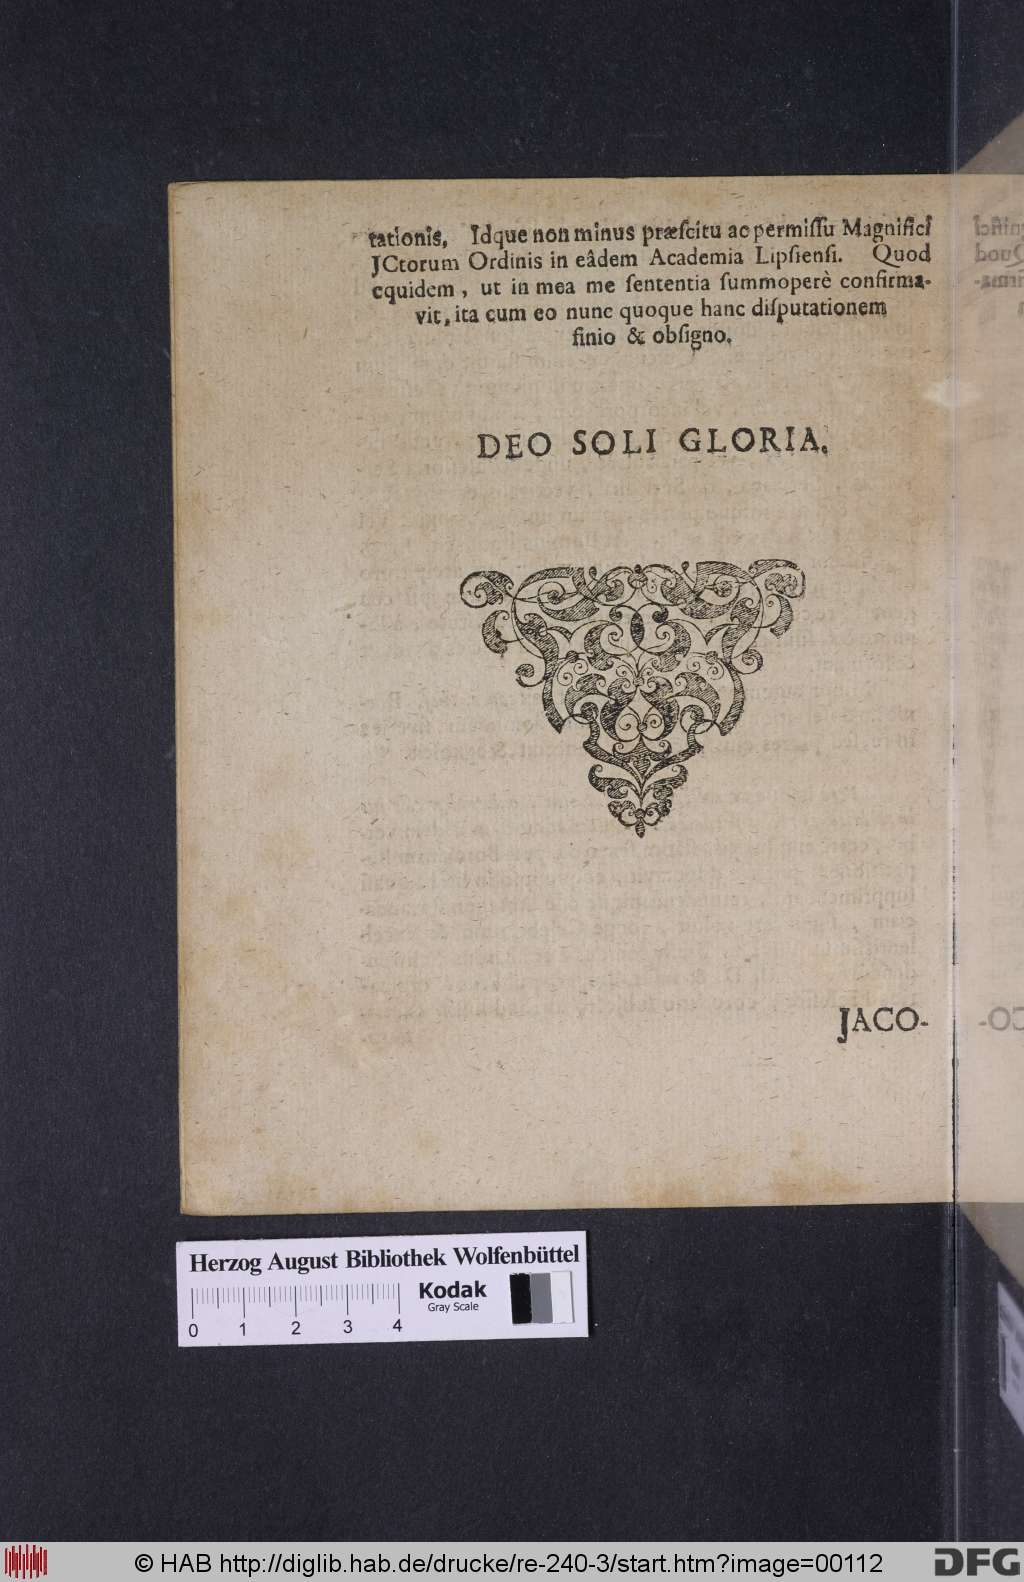 tationis, Idque non minus præſcitu ac permiſſu Magnifici
JCtorum Ordinis in eâdem Academia Lipſienſi. Quod
equidem, ut in mea me ſententia ſummoperè confirma-
vit, ita cum eo nunc quoque hanc diſputationem
finio & obſigno.
DEO SOLI GLORIA.
JACO-
Herzog August Bibliothek Wolfenbüttel
Kodak
Gray Scale
0 1 2 3 4
© HAB http://diglib.hab.de/drucke/re-240-3/start.htm?image=00112
DFG